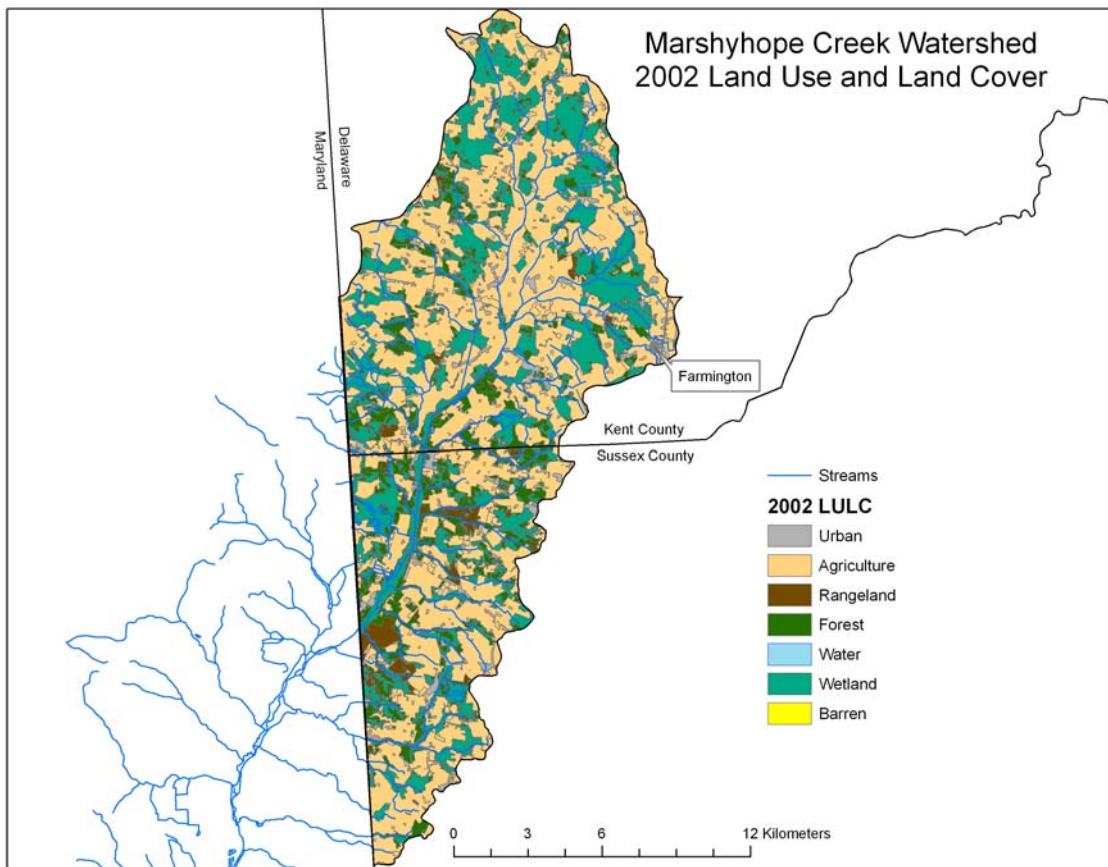 Marshyhope Creek Watershed
2002 Land Use and Land Cover
Delaware
Maryland
Farmington
Kent County
Sussex County
Streams
2002 LULC
Urban
Agriculture
Rangeland
Forest
Water
Wetland
Barren
0 3 6 12 Kilometers